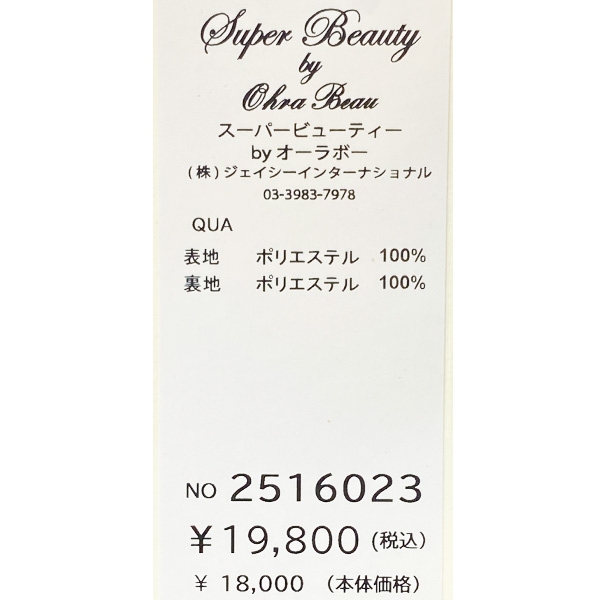 Super Beauty
by
Ohra Beau
スーパービューティー
by オーラボー
(株)ジェイシーインターナショナル
03-3983-7978
QUA
表地 ポリエステル 100%
裏地 ポリエステル 100%
NO 2516023
¥19,800 (税込)
¥ 18,000 (本体価格)